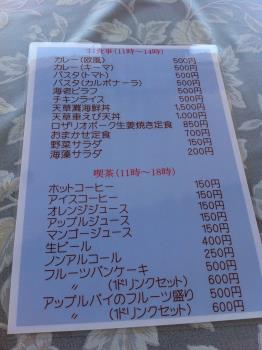 お食事(11時~14時)
カレー(欧風) 500円
カレー(キーマ) 500円
パスタ(トマト) 500円
パスタ(カルボナーラ) 500円
海老ピラフ 500円
チキンライス 500円
天草灘海鮮丼 1,500円
天草車えび天丼 1,000円
ロザリオポーク生姜焼き定食 850円
おまかせ定食 700円
野菜サラダ 150円
海藻サラダ 200円
喫茶(11時~18時)
ホットコーヒー 150円
アイスコーヒー 150円
オレンジジュース 150円
アップルジュース 150円
マンゴージュース 150円
生ビール 400円
ノンアルコール 250円
フルーツパンケーキ 500円
〃 (1ドリンクセット) 600円
アップルパイのフルーツ盛り 500円
〃 (1ドリンクセット) 600円